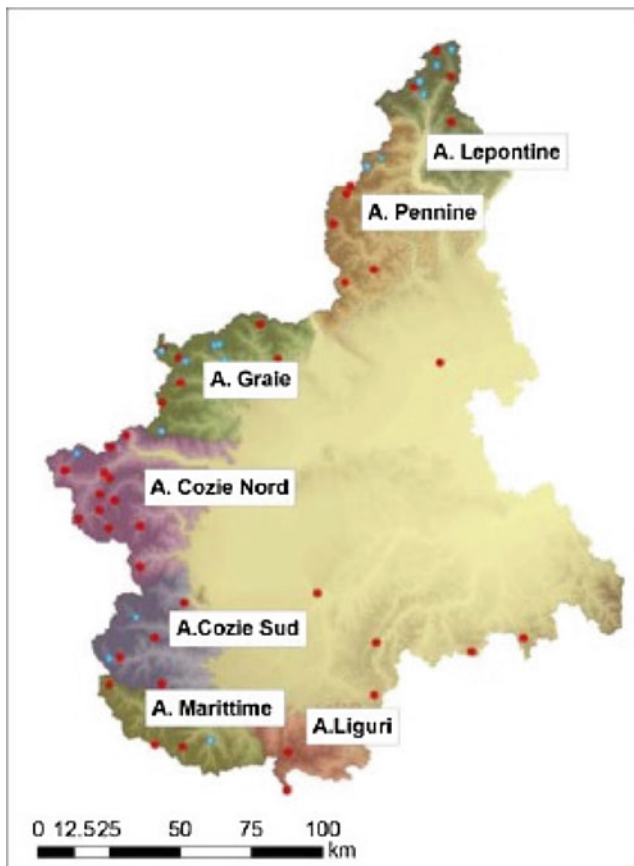 A. Lepontine
A. Pennine
A. Graie
A. Cozie Nord
A.Cozie Sud
A. Marittime
A.Liguri
0 12.525 50 75 100
km